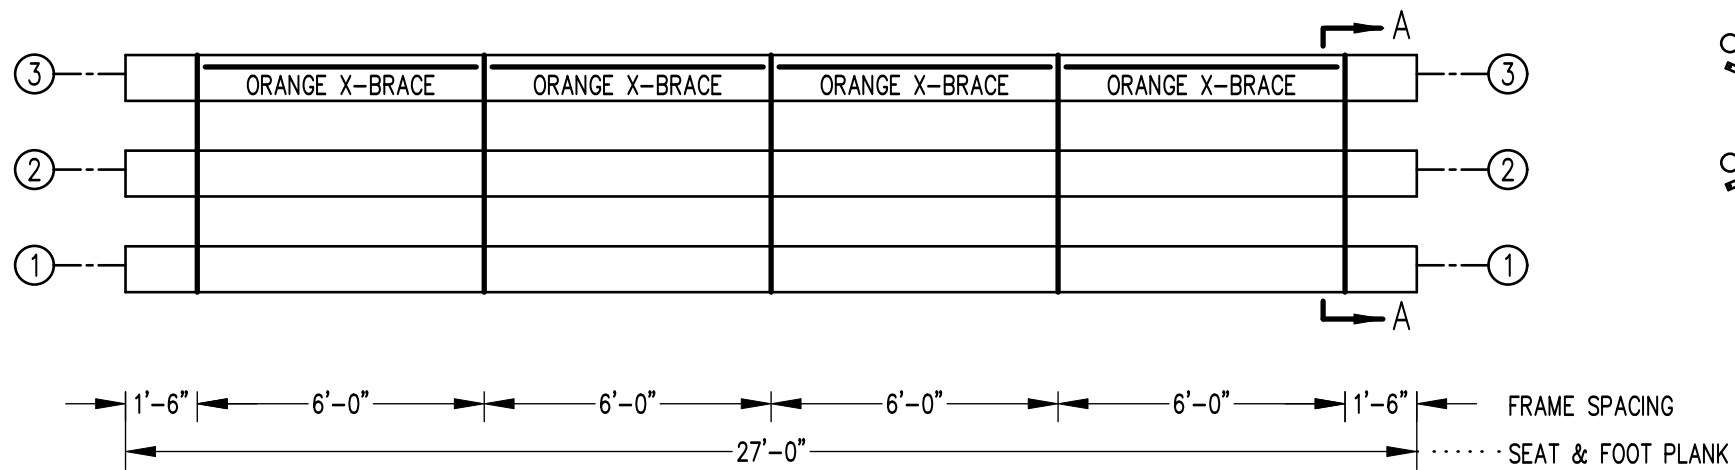 A
3 ORANGE X-BRACE ORANGE X-BRACE ORANGE X-BRACE ORANGE X-BRACE 3
2 2
1 1
A
1'-6" 6'-0" 6'-0" 6'-0" 6'-0" 1'-6" FRAME SPACING
27'-0" SEAT & FOOT PLANK